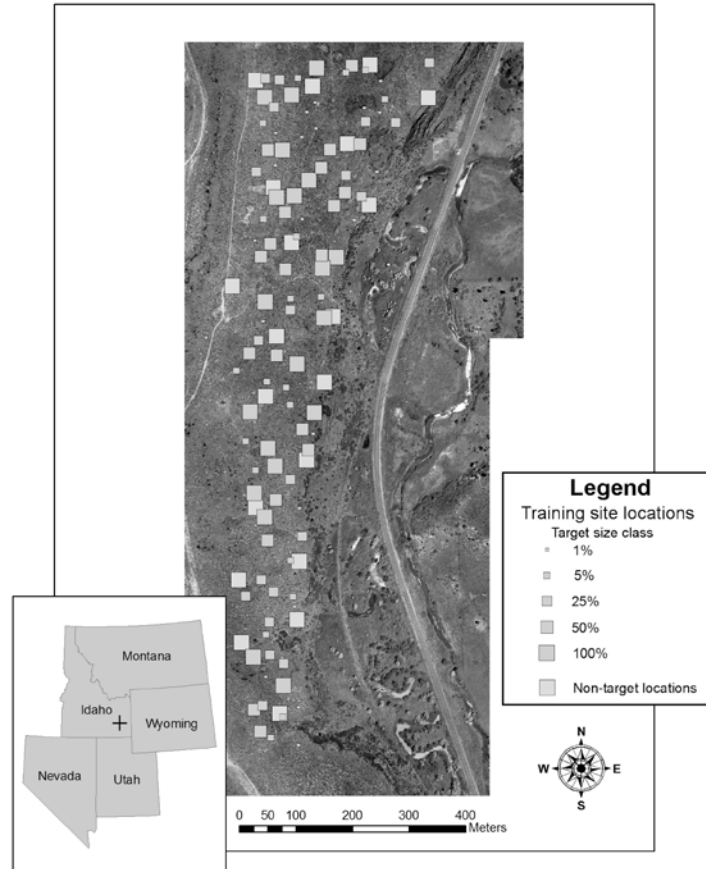 Legend
Training site locations
Target size class
1%
5%
25%
50%
100%
Non-target locations
Montana
Idaho
Wyoming
Nevada
Utah
N
W E
S
0 50 100 200 300 400
Meters